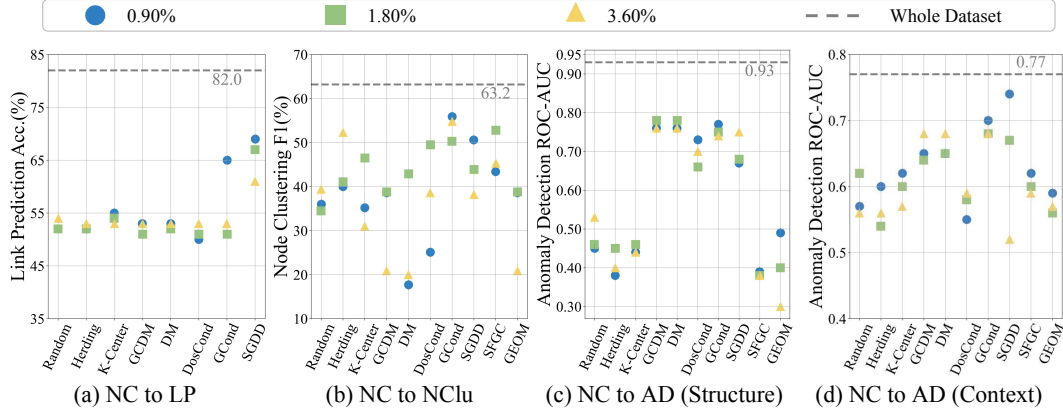 0.90% 1.80% 3.60% Whole Dataset
Link Prediction Acc.(%)
85
75
65
55
45
35
82.0
Random Herding K-Center GCDM DM DosCond GCond SGDD
(a) NC to LP
Node Clustering F1(%)
70
60
50
40
30
20
10
63.2
Random Herding K-Center GCDM DM DosCond GCond SGDD SFGC GEOM
(b) NC to NClu
Anomaly Detection ROC-AUC
0.95
0.90
0.80
0.70
0.60
0.50
0.40
0.30
0.93
Random Herding K-Center GCDM DM DosCond GCond SGDD SFGC GEOM
(c) NC to AD (Structure)
Anomaly Detection ROC-AUC
0.8
0.7
0.6
0.5
0.4
0.77
Random Herding K-Center GCDM DM DosCond GCond SGDD SFGC GEOM
(d) NC to AD (Context)